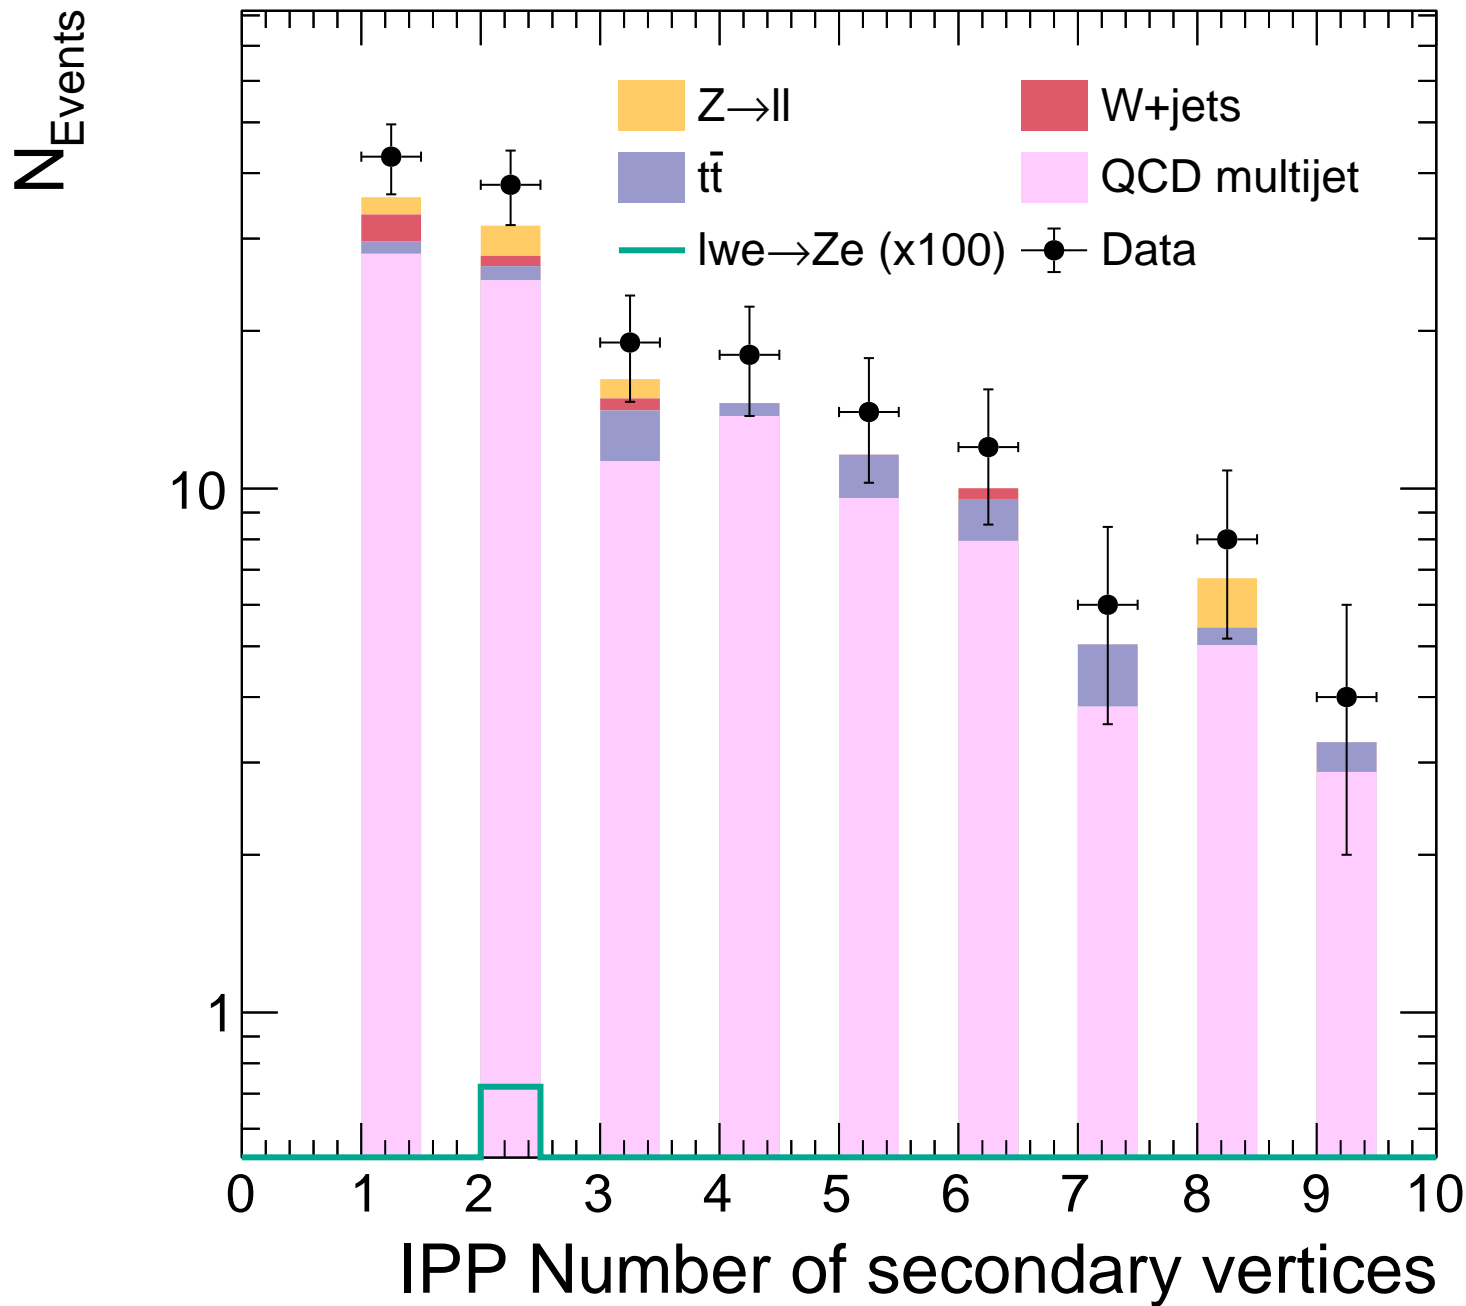 N_Events
Z→ll W+jets
tt̄ QCD multijet
lwe→Ze (x100) Data
10
1
0 1 2 3 4 5 6 7 8 9 10
IPP Number of secondary vertices